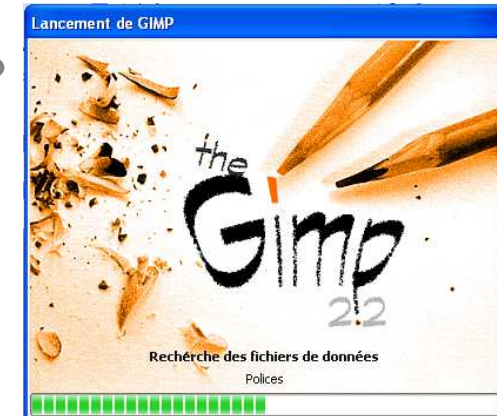 Lancement de GIMP
the
Gimp
2.2
Recherche des fichiers de données
Polices